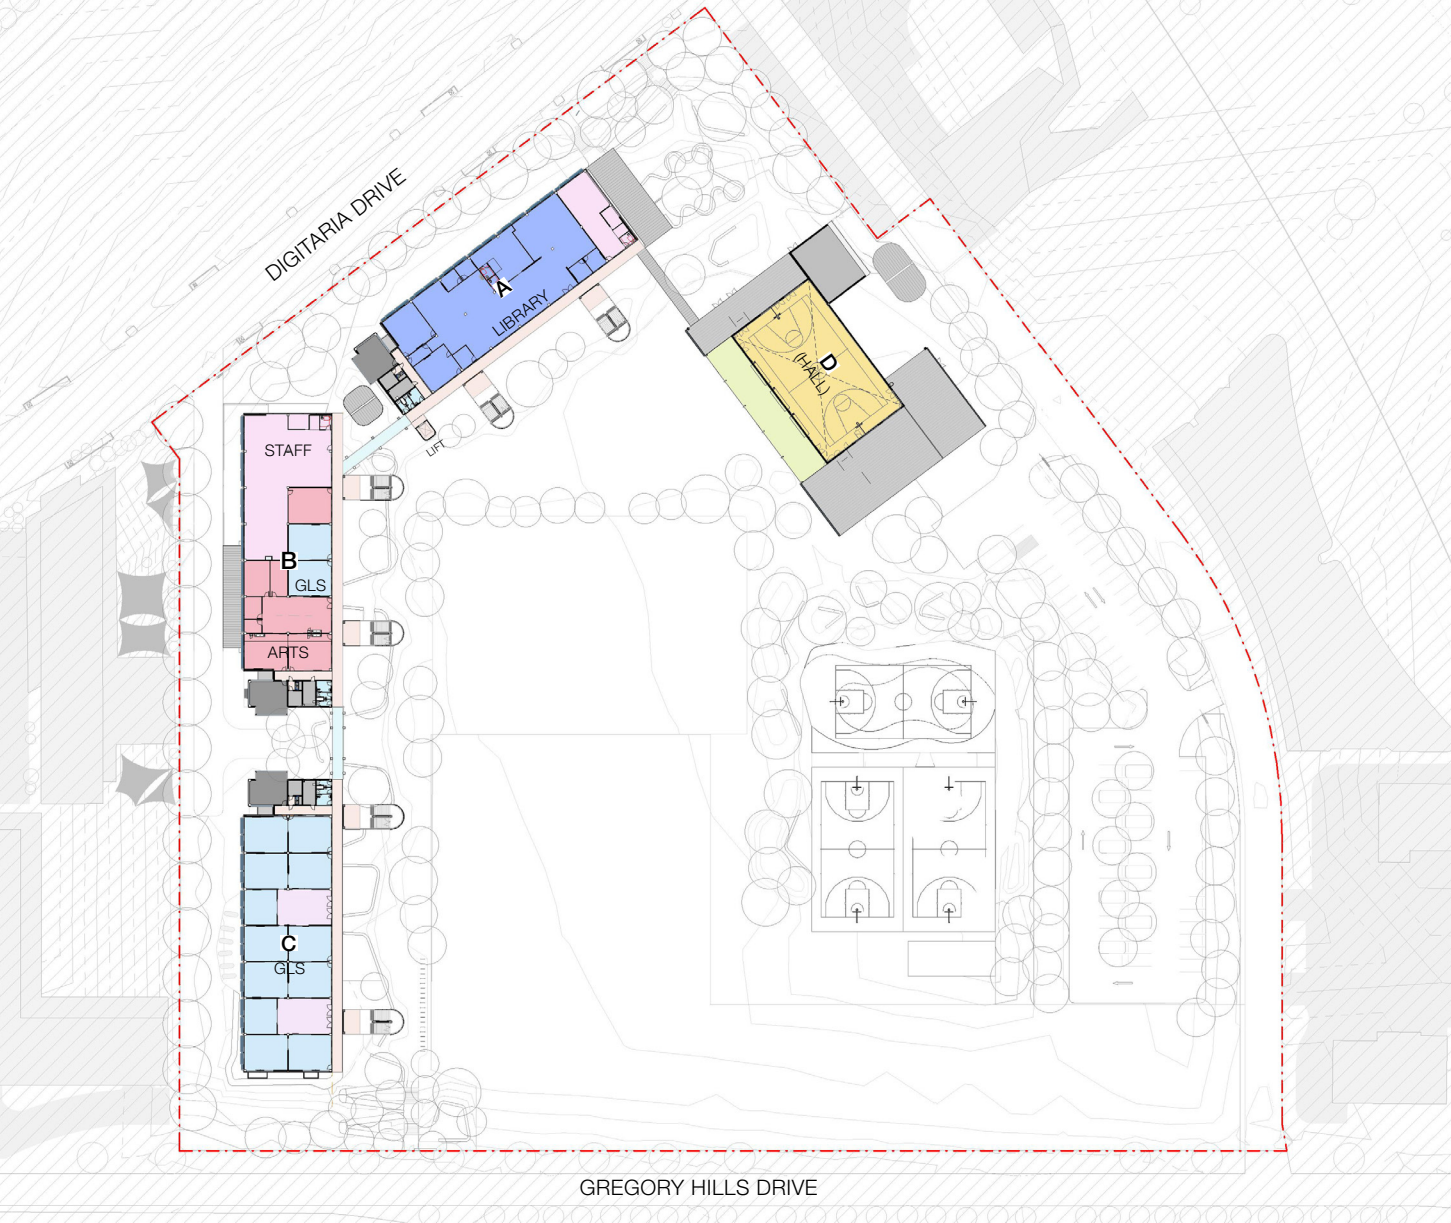 DIGITARIA DRIVE
A
LIBRARY
D
(HALL)
LIFT
STAFF
B
GLS
ARTS
C
GLS
GREGORY HILLS DRIVE